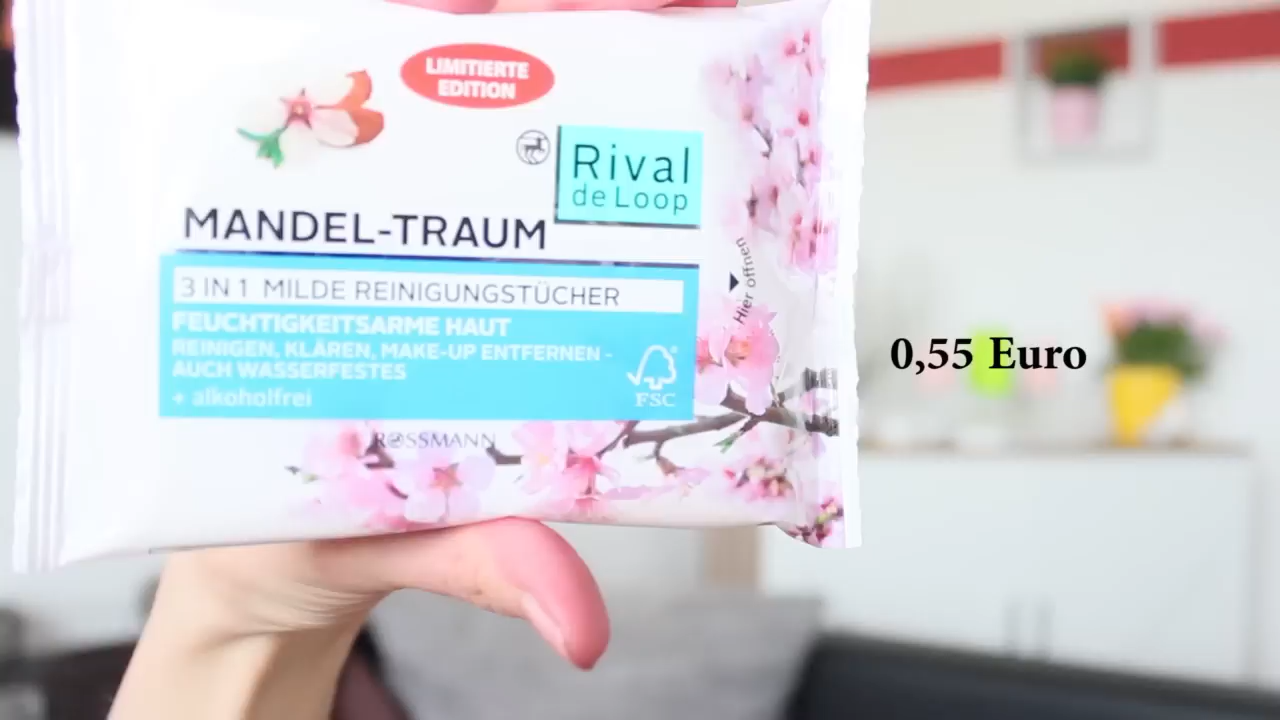 LIMITIERTE
EDITION
Rival
de Loop
MANDEL-TRAUM
3 IN 1 MILDE REINIGUNGSTÜCHER
FEUCHTIGKEITSARME HAUT
REINIGEN, KLÄREN, MAKE-UP ENTFERNEN -
AUCH WASSERFESTES
+ alkoholfrei
FSC
ROSSMANN
Hier öffnen
0,55 Euro